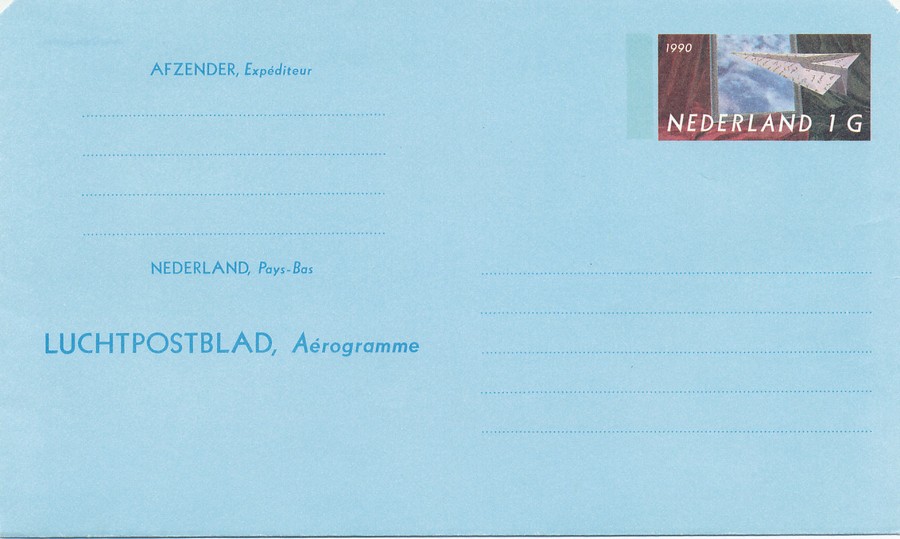 AFZENDER, Expéditeur
NEDERLAND, Pays-Bas
LUCHTPOSTBLAD, Aérogramme
1990
NEDERLAND 1 G